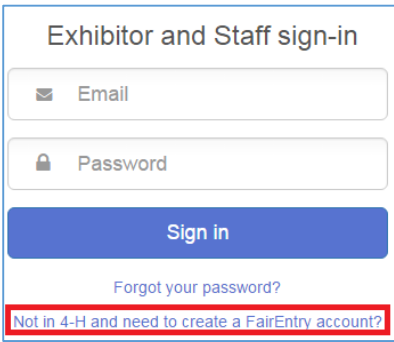 Exhibitor and Staff sign-in
Email
Password
Sign in
Forgot your password?
Not in 4-H and need to create a FairEntry account?